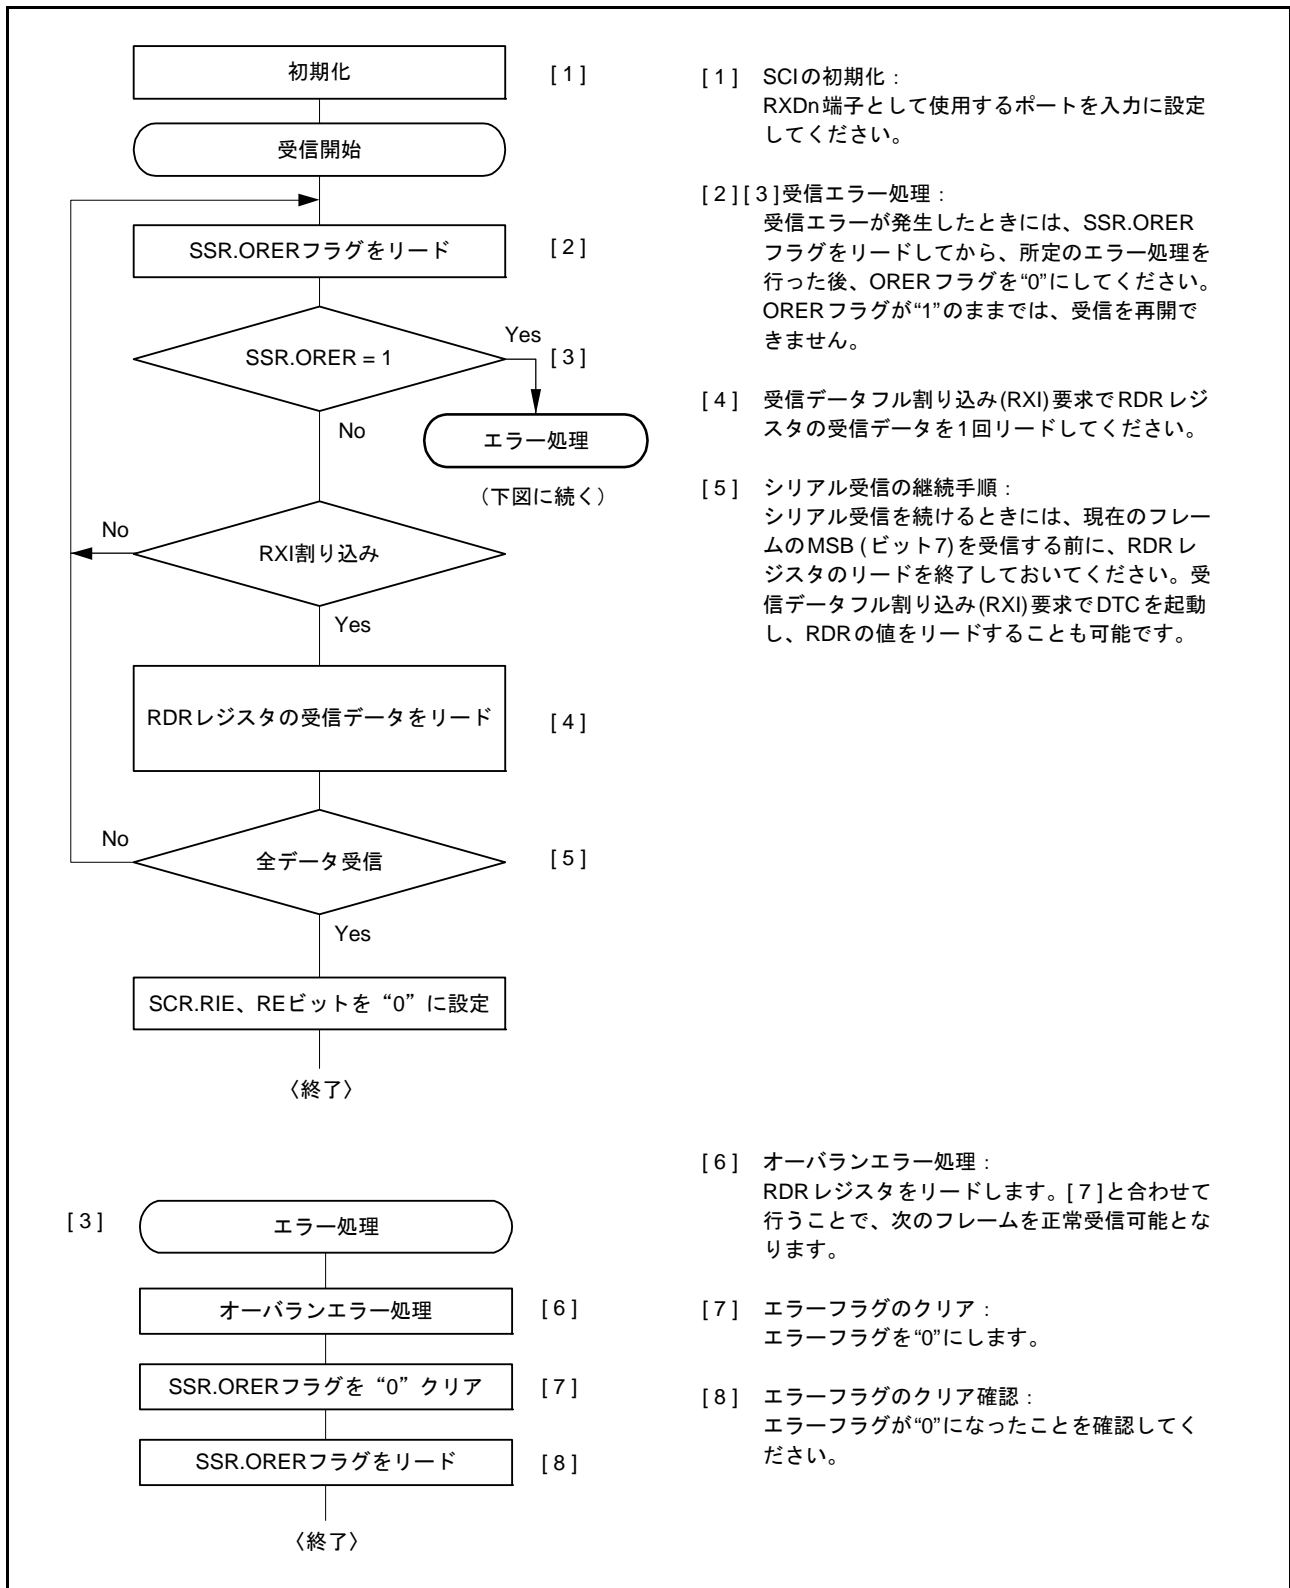 初期化
[ 1 ]
受信開始
SSR.ORERフラグをリード
[ 2 ]
SSR.ORER = 1
Yes
[ 3 ]
No
エラー処理
（下図に続く）
No
RXI割り込み
Yes
RDRレジスタの受信データをリード
[ 4 ]
No
全データ受信
[ 5 ]
Yes
SCR.RIE、REビットを“0”に設定
〈終了〉
[ 1 ] SCIの初期化：
RXDn端子として使用するポートを入力に設定
してください。
[ 2 ][ 3 ]受信エラー処理：
受信エラーが発生したときには、SSR.ORER
フラグをリードしてから、所定のエラー処理を
行った後、ORERフラグを“0”にしてください。
ORERフラグが“1”のままでは、受信を再開で
きません。
[ 4 ] 受信データフル割り込み(RXI)要求でRDRレジ
スタの受信データを1回リードしてください。
[ 5 ] シリアル受信の継続手順：
シリアル受信を続けるときには、現在のフレー
ムのMSB (ビット7)を受信する前に、RDRレ
ジスタのリードを終了しておいてください。受
信データフル割り込み(RXI)要求でDTCを起動
し、RDRの値をリードすることも可能です。
[ 3 ]
エラー処理
オーバランエラー処理
[ 6 ]
SSR.ORERフラグを“0”クリア
[ 7 ]
SSR.ORERフラグをリード
[ 8 ]
〈終了〉
[ 6 ] オーバランエラー処理：
RDRレジスタをリードします。[ 7 ]と合わせて
行うことで、次のフレームを正常受信可能とな
ります。
[ 7 ] エラーフラグのクリア：
エラーフラグを“0”にします。
[ 8 ] エラーフラグのクリア確認：
エラーフラグが“0”になったことを確認してく
ださい。